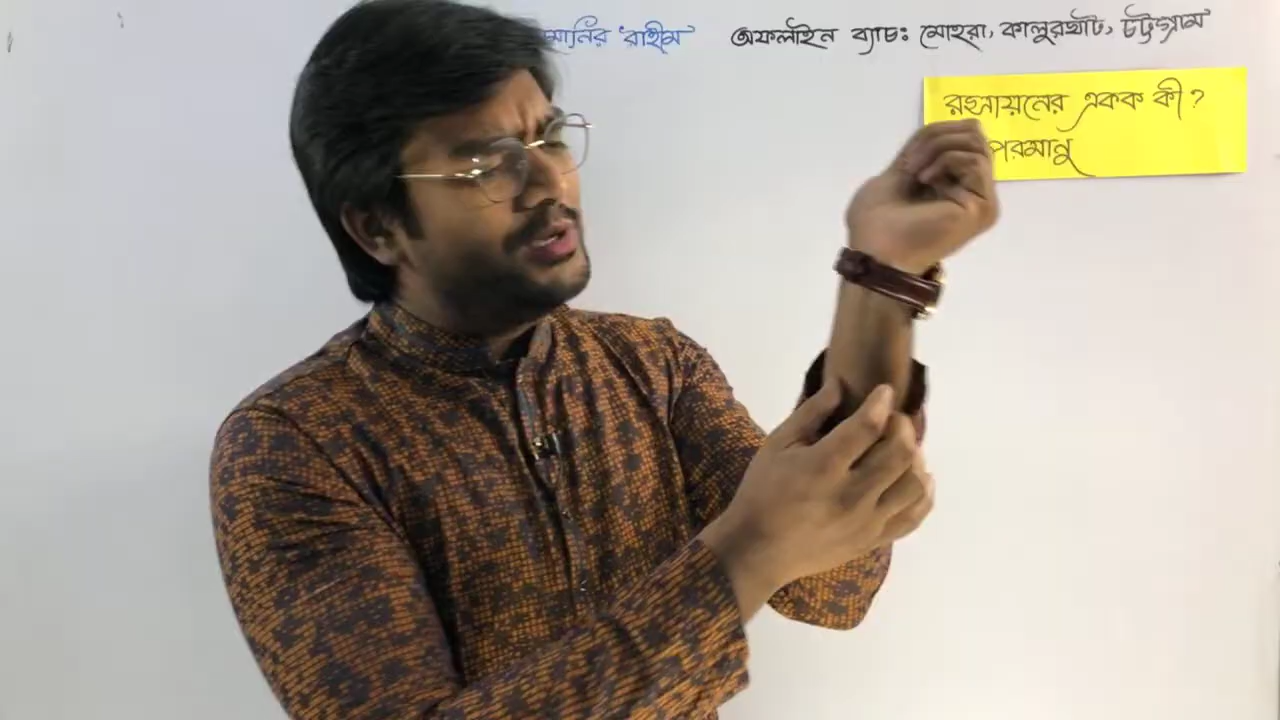 মানির রাহীম অফলাইন ব্যাচঃ মোহরা, কালুরঘাট, চট্টগ্রাম
রসায়নের একক কী?
পরমানু